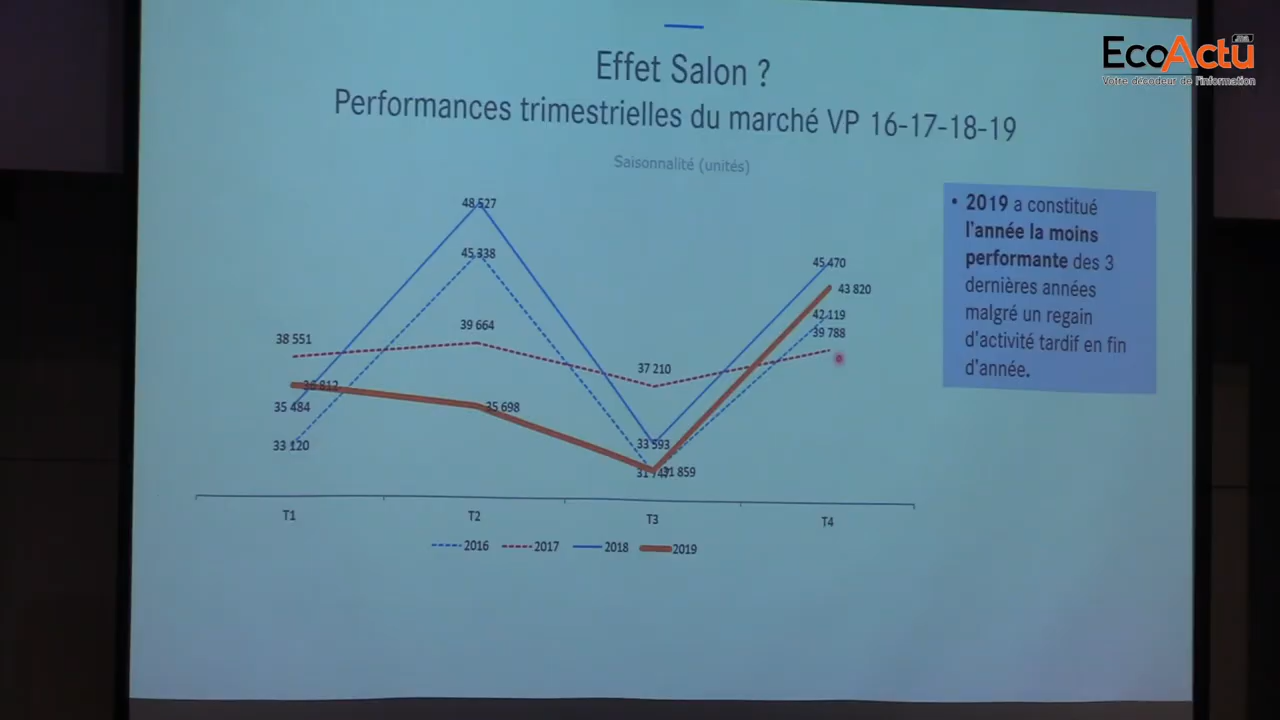 EcoActu
Votre décodeur de l'information
Effet Salon ?
Performances trimestrielles du marché VP 16-17-18-19
Saisonnalité (unités)
48 527
45 338
39 664
38 551
35 484
33 120
35 698
37 210
33 593
31 859
45 470
43 820
42 119
39 788
T1
T2
T3
T4
2016
2017
2018
2019
• 2019 a constitué
l'année la moins
performante des 3
dernières années
malgré un regain
d'activité tardif en fin
d'année.